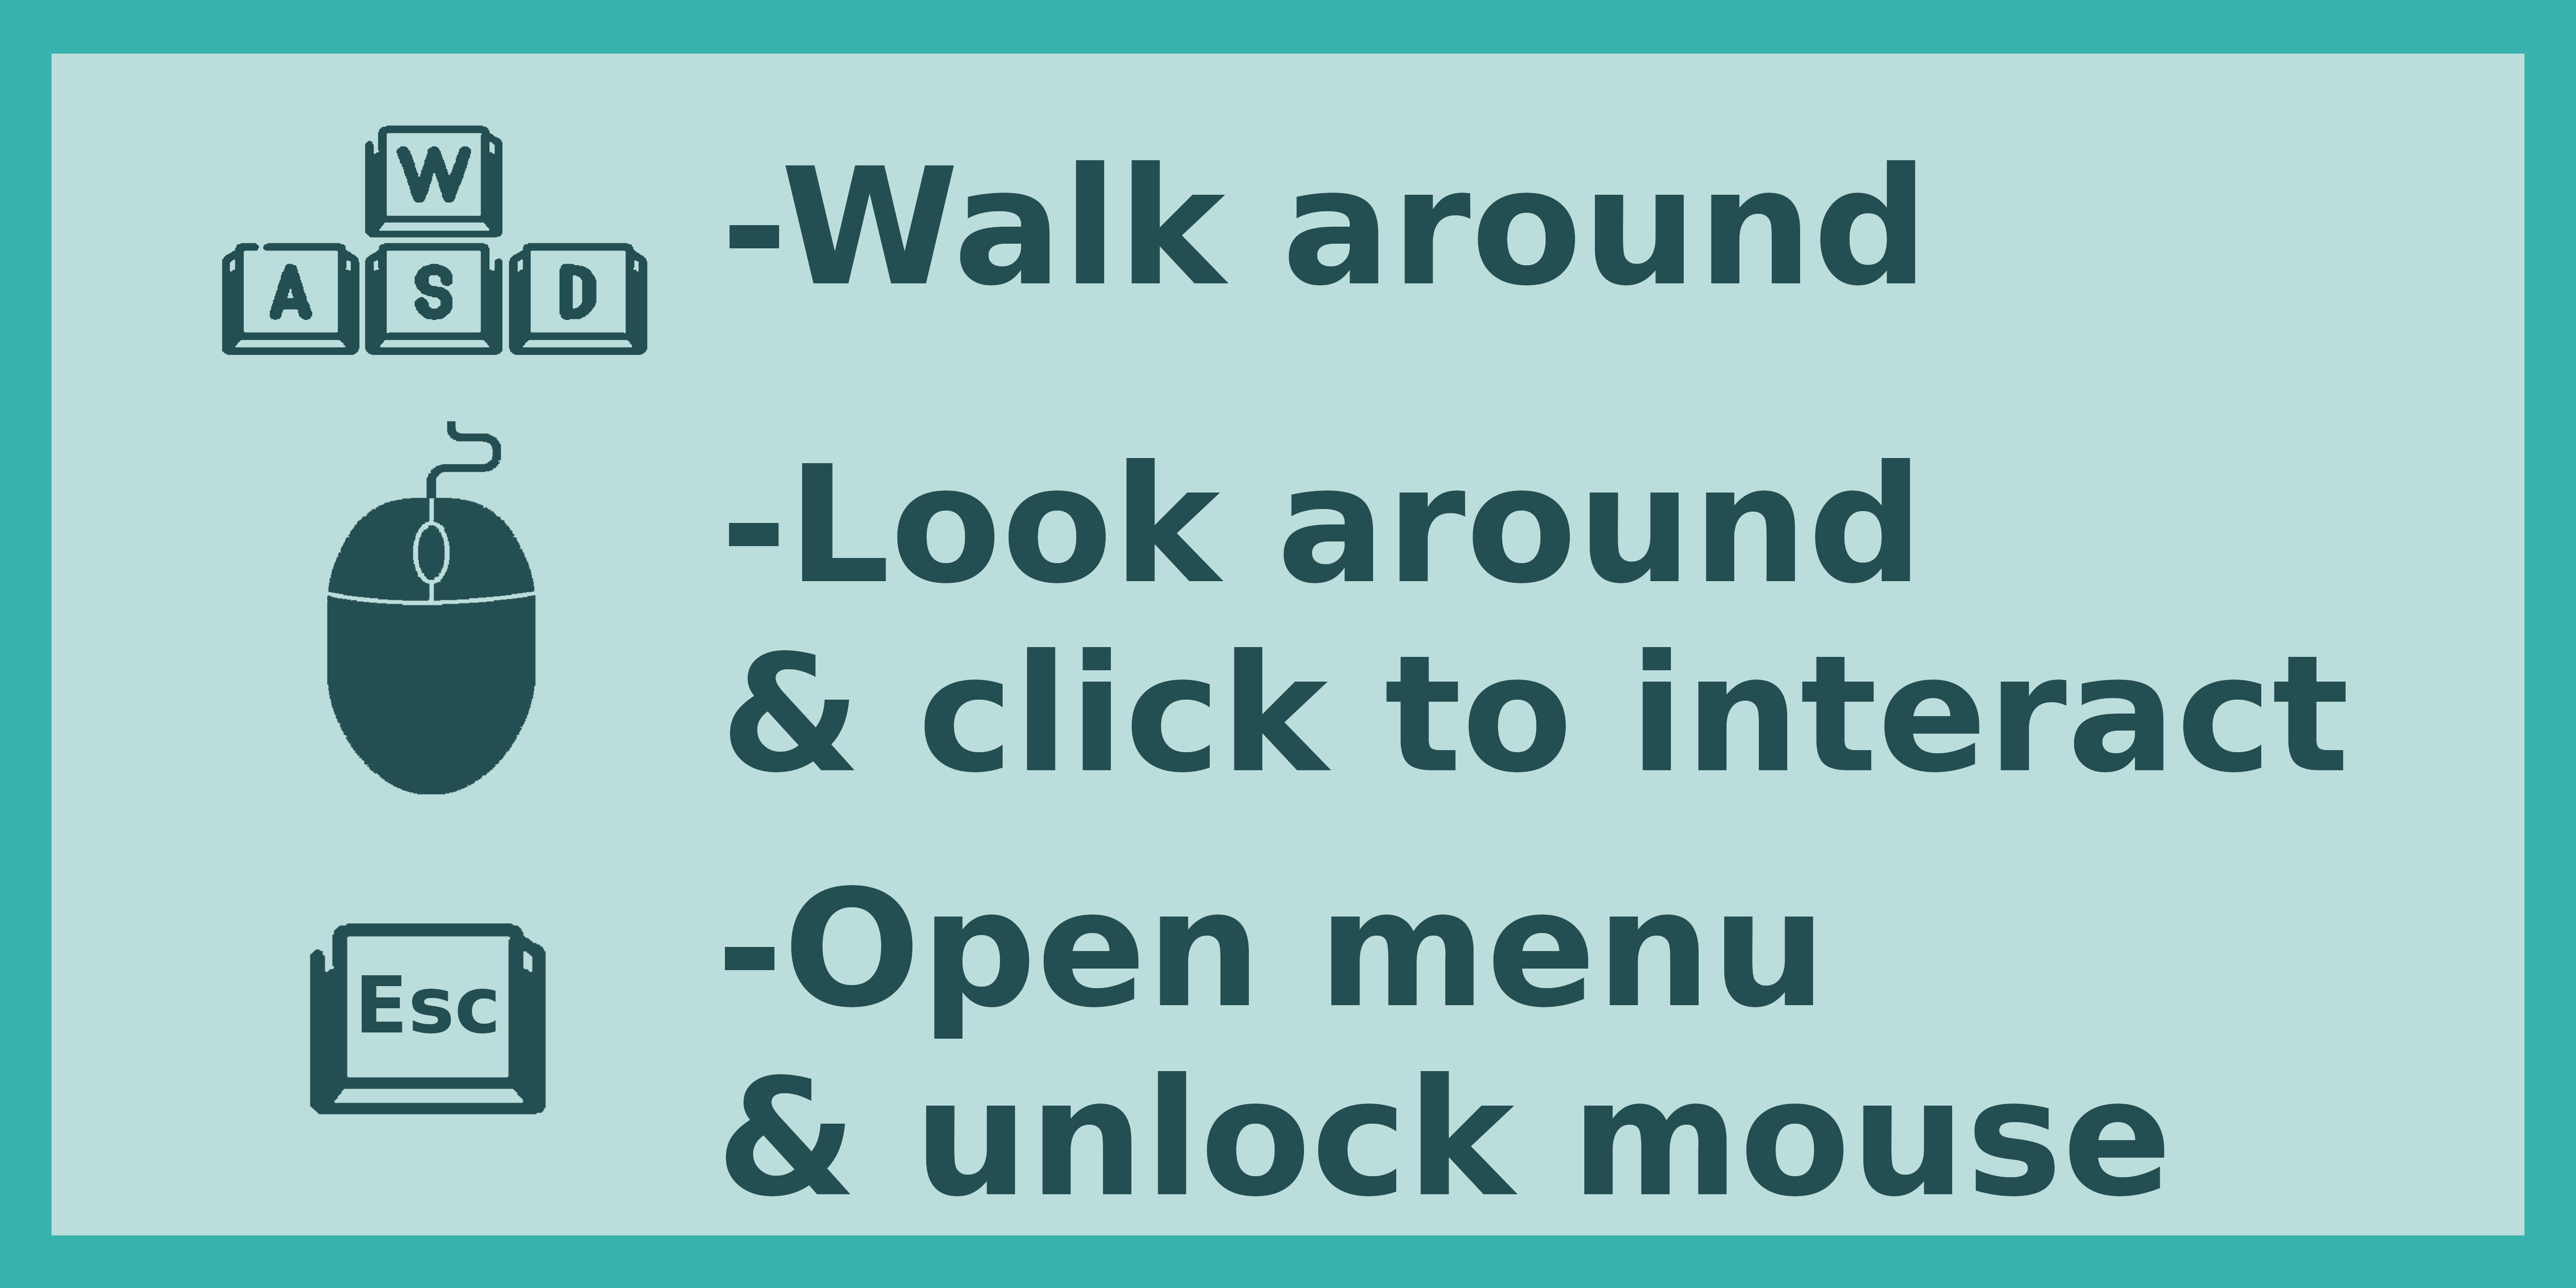 W
A S D
-Walk around
-Look around
& click to interact
Esc
-Open menu
& unlock mouse